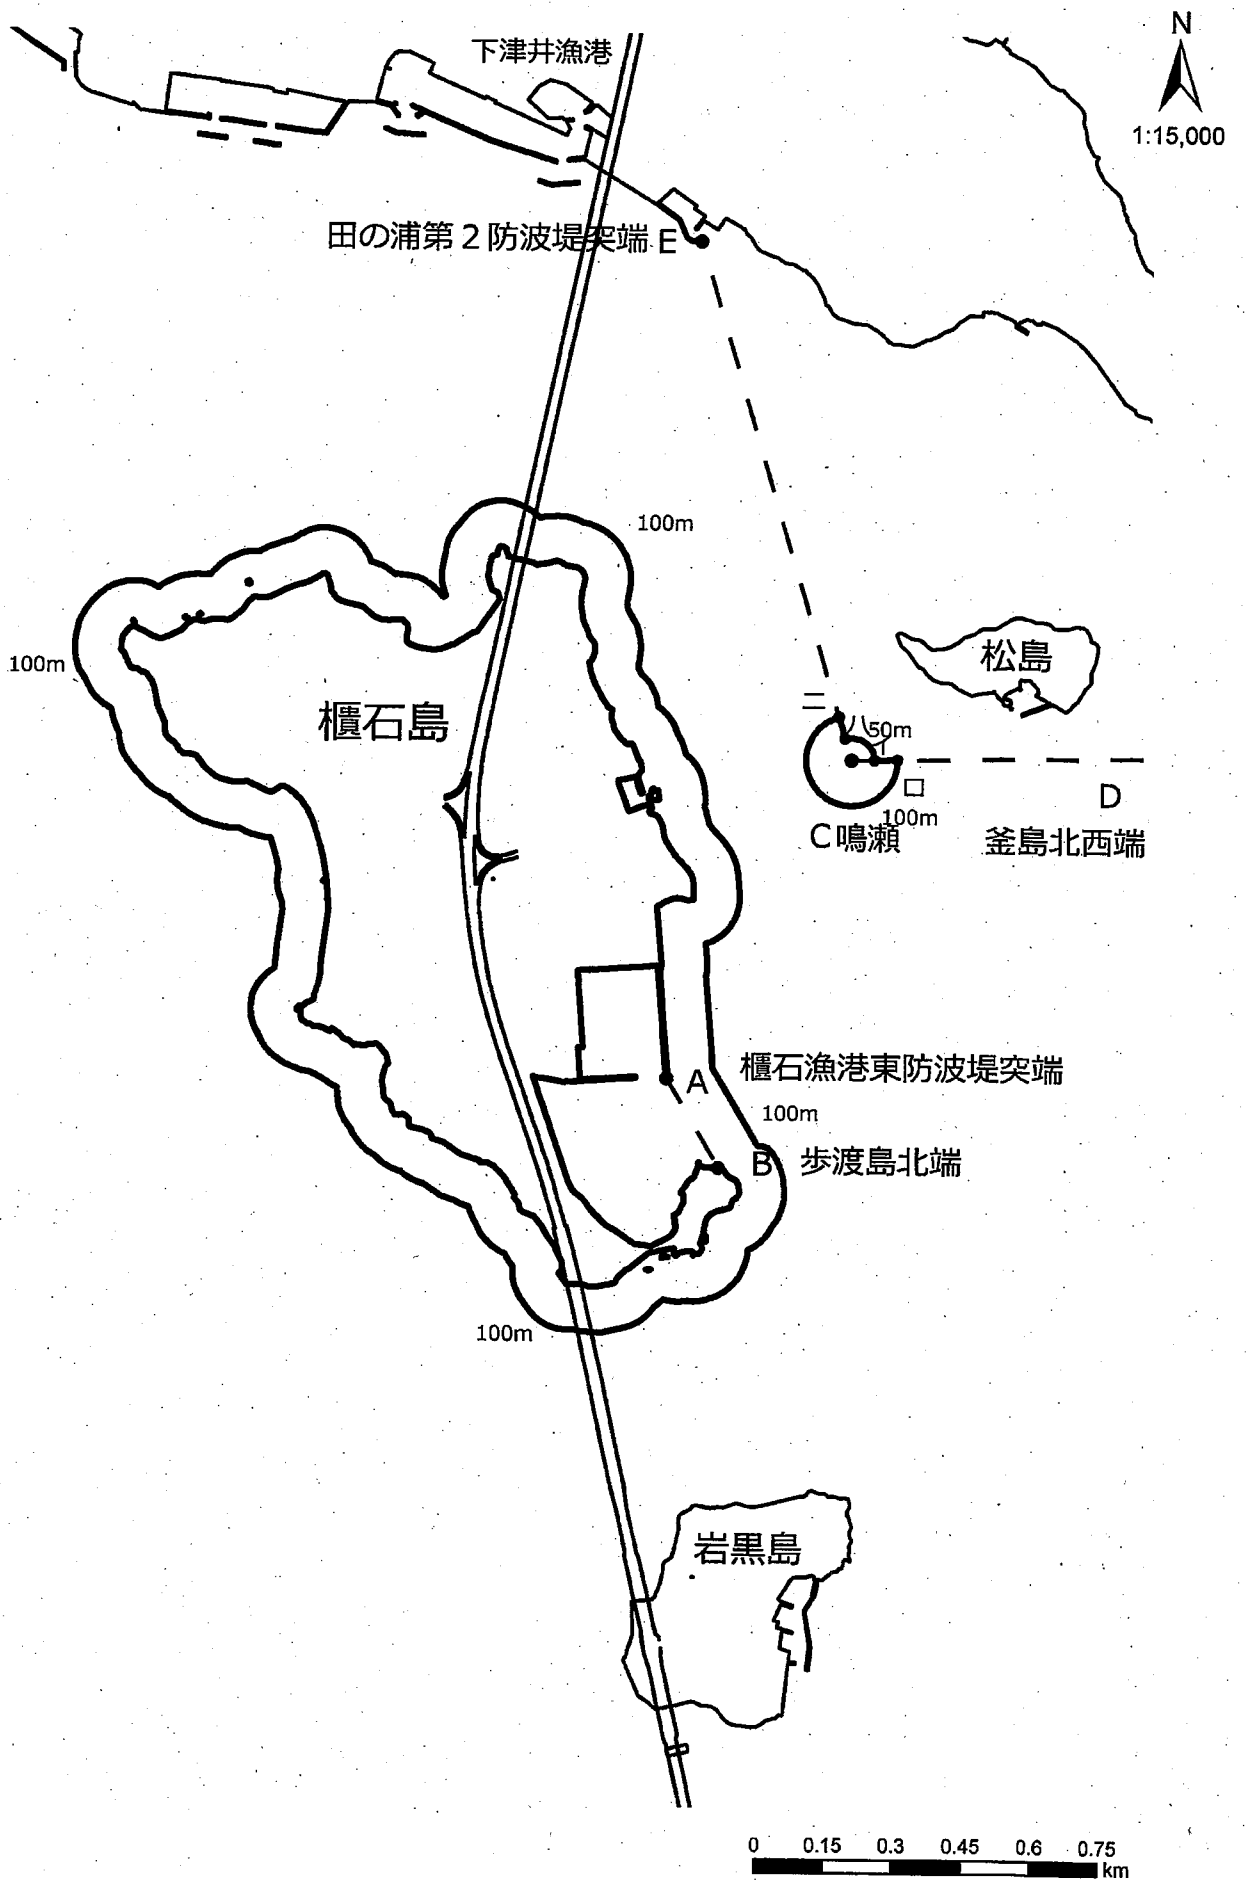 下津井漁港
N
1:15,000
田の浦第2防波堤突端 E
100m
100m
松島
櫃石島
ニ
ハ
50m
イ
ロ
100m
C鳴瀬
D
釜島北西端
A 櫃石漁港東防波堤突端
100m
B 歩渡島北端
100m
岩黒島
0 0.15 0.3 0.45 0.6 0.75
km